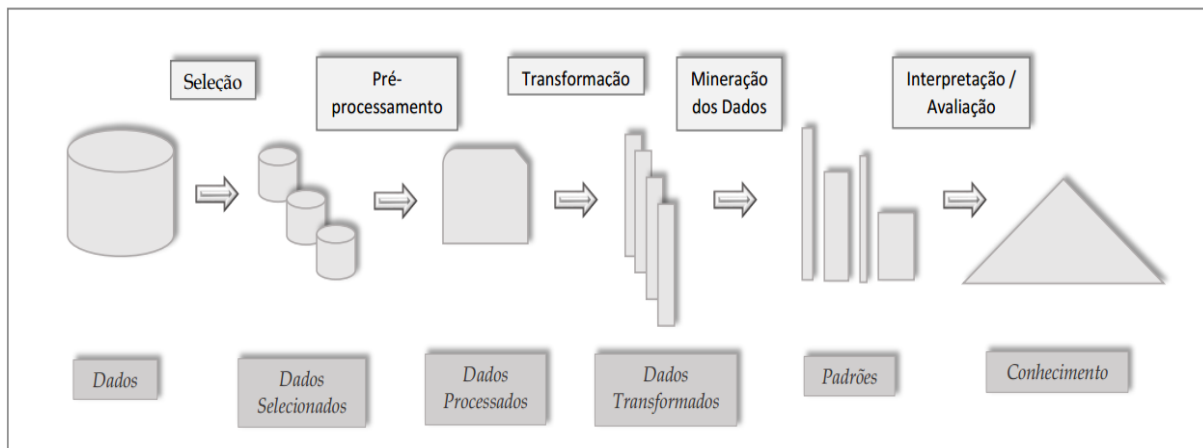 Seleção
Pré-
processamento
Transformação
Mineração
dos Dados
Interpretação /
Avaliação
Dados
Dados
Selecionados
Dados
Processados
Dados
Transformados
Padrões
Conhecimento